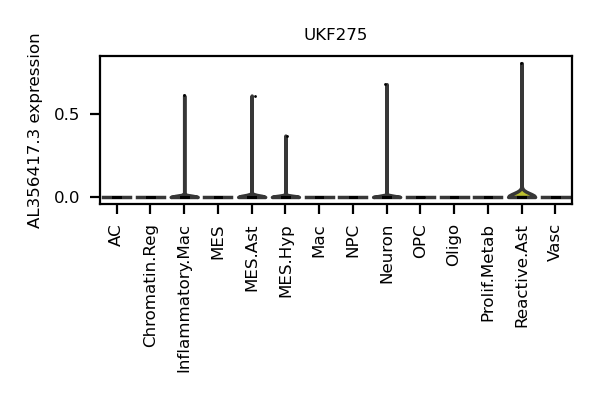 UKF275
AL356417.3 expression
0.5
0.0
AC
Chromatin.Reg
Inflammatory.Mac
MES
MES.Ast
MES.Hyp
Mac
NPC
Neuron
OPC
Oligo
Prolif.Metab
Reactive.Ast
Vasc